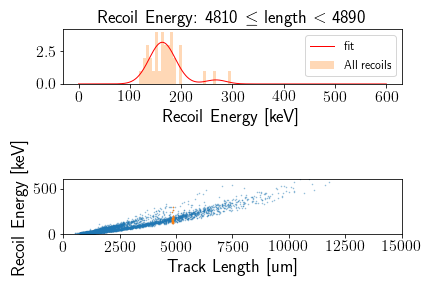 Recoil Energy: 4810 ≤ length < 4890
2.5
0.0
fit
All recoils
0 100 200 300 400 500 600
Recoil Energy [keV]
Recoil Energy [keV]
500
0
0 2500 5000 7500 10000 12500 15000
Track Length [um]